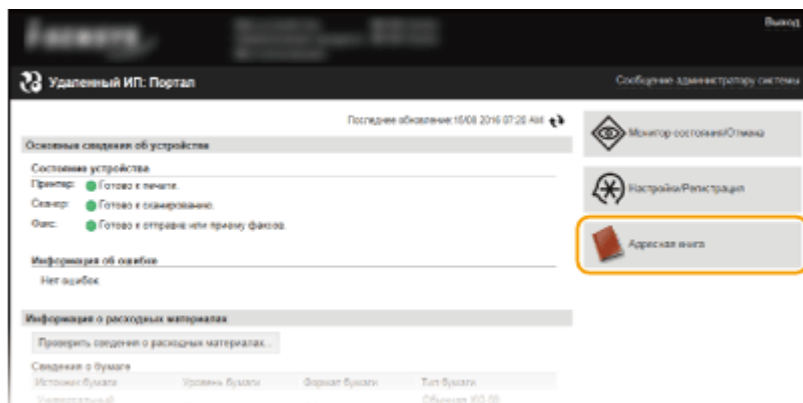 Выход
Удаленный ИП: Портал
Сообщение администратору системы
Последнее обновление: 15/08 2016 07:20 AM
Основные сведения об устройстве
Состояние устройства
Принтер: Готово к печати.
Сканер: Готово к сканированию.
Факс: Готово к отправке или приему факсов.
Информация об ошибке
Нет ошибок.
Информация о расходных материалах
Проверить сведения о расходных материалах...
Сведения о бумаге
Источник бумаги Уровень бумаги Формат бумаги Тип бумаги
Универсальный
Монитор состояния/Отмена
Настройки/Регистрация
Адресная книга